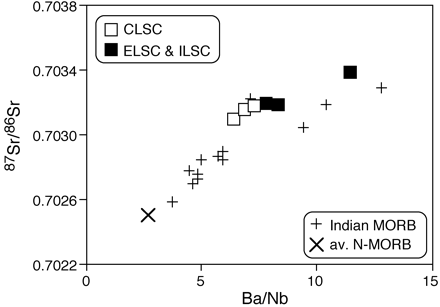 0.7038
CLSC
ELSC & ILSC
0.7034
0.7030
87Sr/86Sr
0.7026
Indian MORB
av. N-MORB
0.7022
0 5 10 15
Ba/Nb